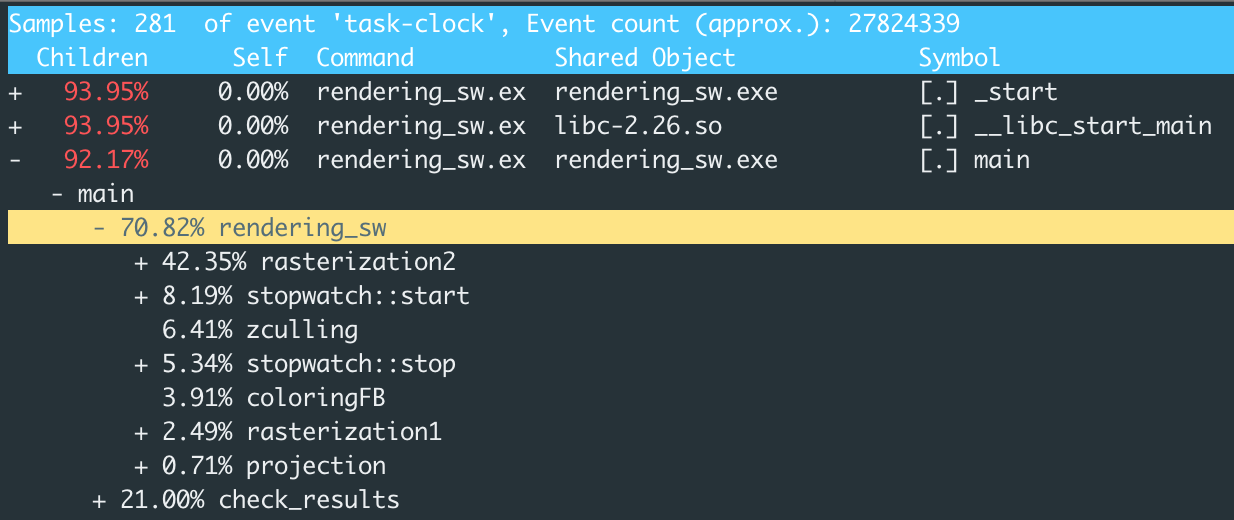 Samples: 281  of event 'task-clock', Event count (approx.): 27824339
  Children      Self  Command        Shared Object       Symbol
+   93.95%     0.00%  rendering_sw.ex  rendering_sw.exe  [.] _start
+   93.95%     0.00%  rendering_sw.ex  libc-2.26.so      [.] __libc_start_main
-   92.17%     0.00%  rendering_sw.ex  rendering_sw.exe  [.] main
   - main
      - 70.82% rendering_sw
         + 42.35% rasterization2
         + 8.19% stopwatch::start
           6.41% zculling
         + 5.34% stopwatch::stop
           3.91% coloringFB
         + 2.49% rasterization1
         + 0.71% projection
      + 21.00% check_results